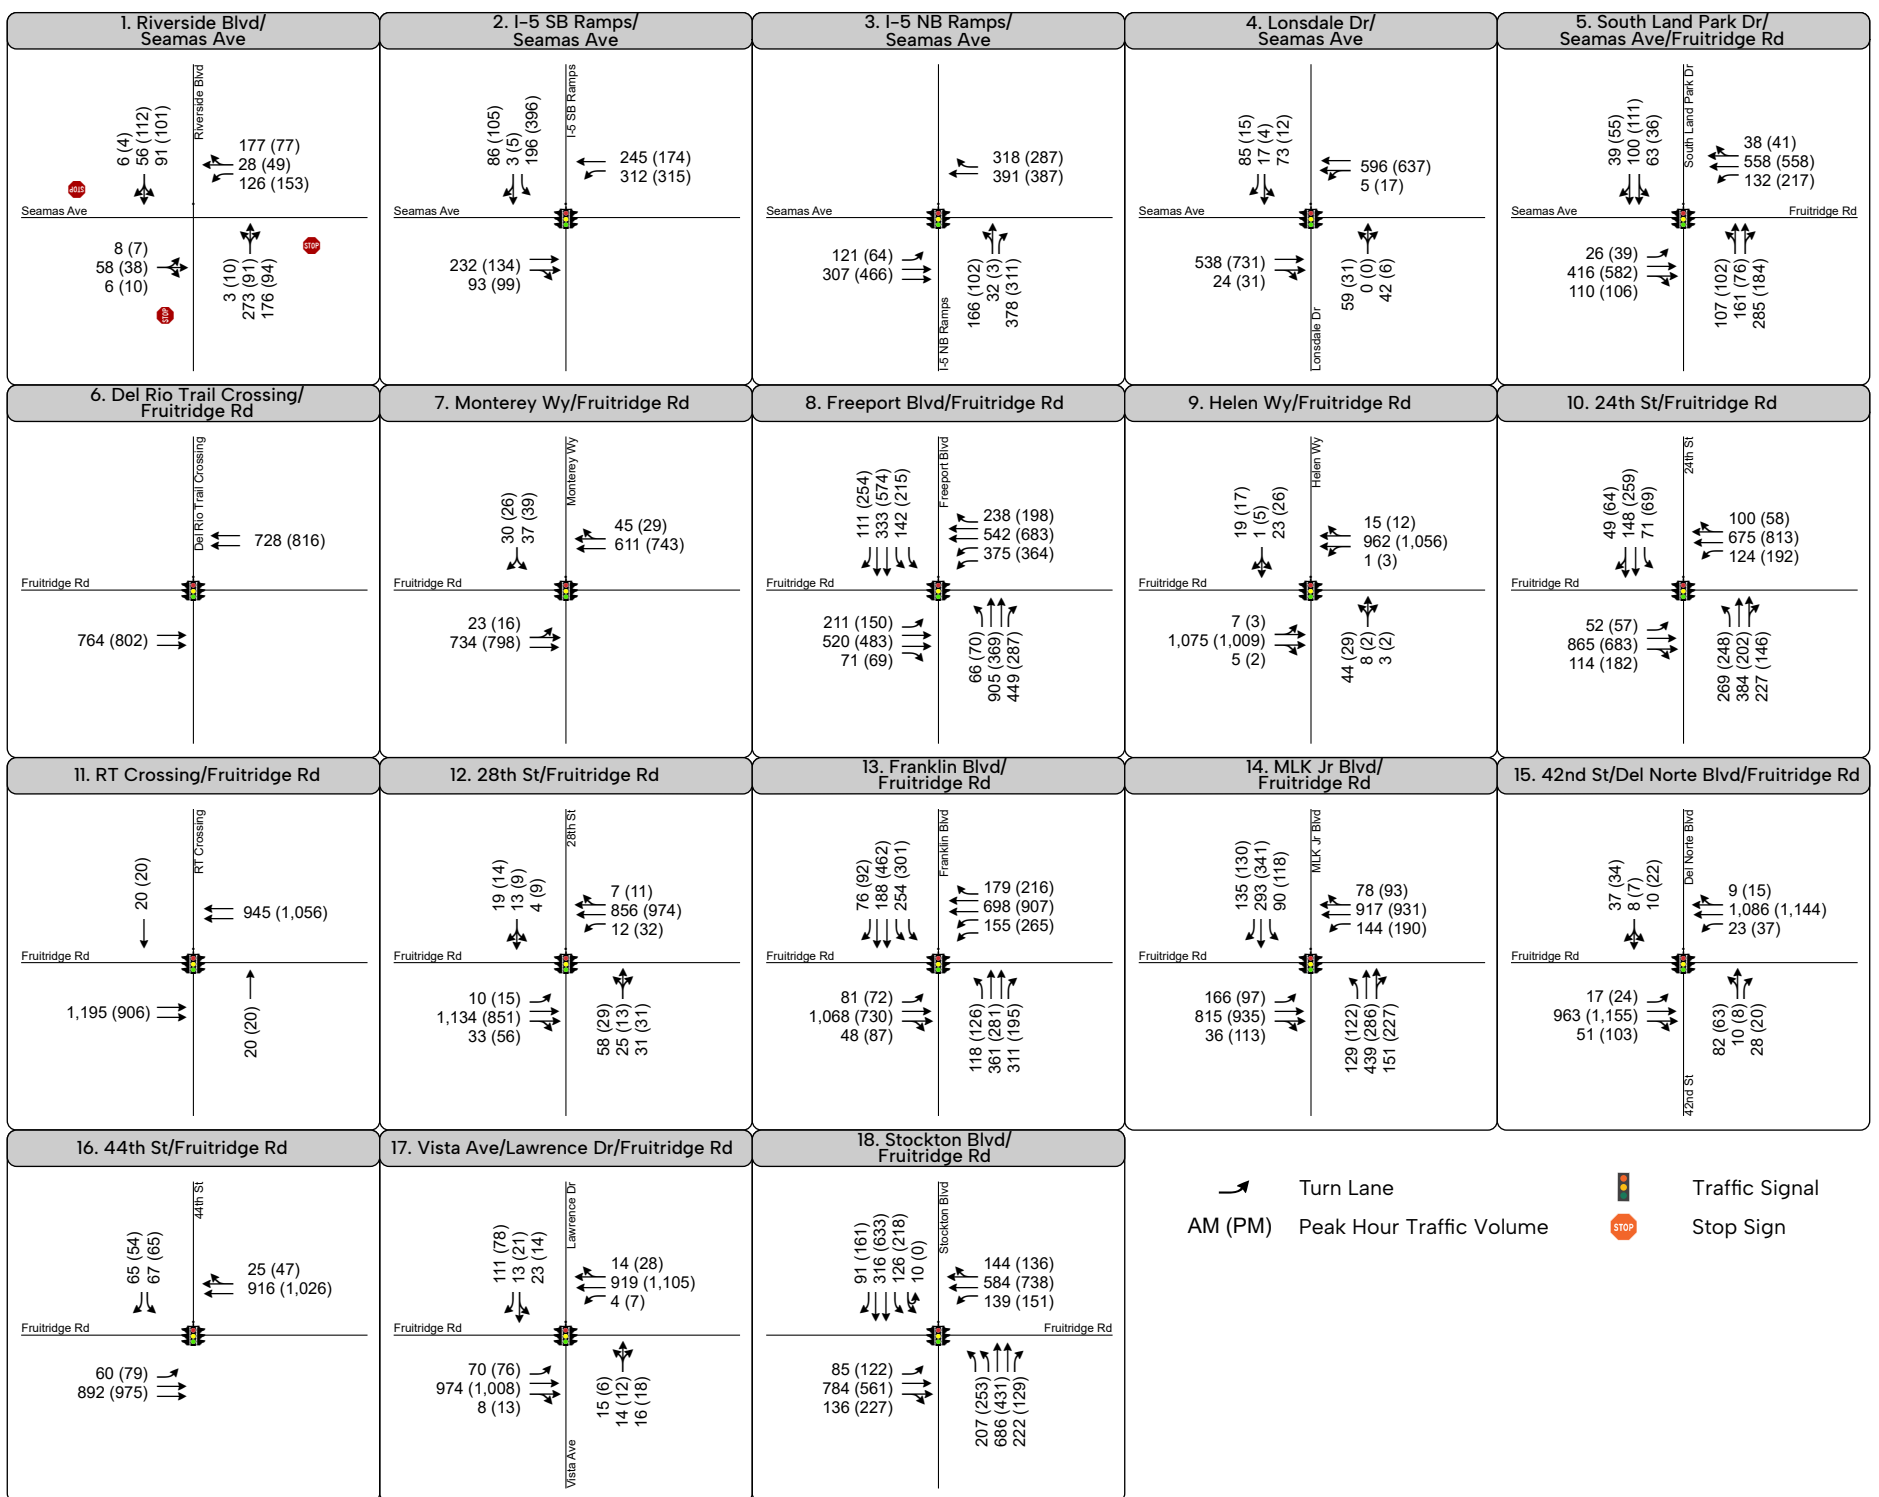 1. Riverside Blvd/
Seamas Ave
Riverside Blvd
6 (4)
56 (112)
91 (101)
177 (77)
28 (49)
126 (153)
STOP
Seamas Ave
8 (7)
58 (38)
6 (10)
3 (10)
273 (91)
176 (94)
STOP
STOP
2. I-5 SB Ramps/
Seamas Ave
I-5 SB Ramps
86 (105)
3 (5)
196 (396)
245 (174)
312 (315)
Seamas Ave
232 (134)
93 (99)
3. I-5 NB Ramps/
Seamas Ave
318 (287)
391 (387)
Seamas Ave
121 (64)
307 (466)
166 (102)
32 (3)
378 (311)
I-5 NB Ramps
4. Lonsdale Dr/
Seamas Ave
85 (15)
17 (4)
73 (12)
596 (637)
5 (17)
Seamas Ave
538 (731)
24 (31)
59 (31)
0 (0)
42 (6)
Lonsdale Dr
5. South Land Park Dr/
Seamas Ave/Fruitridge Rd
South Land Park Dr
39 (55)
100 (111)
63 (36)
38 (41)
558 (558)
132 (217)
Seamas Ave
Fruitridge Rd
26 (39)
416 (582)
110 (106)
107 (102)
161 (76)
285 (184)
6. Del Rio Trail Crossing/
Fruitridge Rd
Del Rio Trail Crossing
728 (816)
Fruitridge Rd
764 (802)
7. Monterey Wy/Fruitridge Rd
Monterey Wy
30 (26)
37 (39)
45 (29)
611 (743)
Fruitridge Rd
23 (16)
734 (798)
8. Freeport Blvd/Fruitridge Rd
Freeport Blvd
111 (254)
333 (574)
142 (215)
238 (198)
542 (683)
375 (364)
Fruitridge Rd
211 (150)
520 (483)
71 (69)
66 (70)
905 (369)
449 (287)
9. Helen Wy/Fruitridge Rd
Helen Wy
19 (17)
1 (5)
23 (26)
15 (12)
962 (1,056)
1 (3)
Fruitridge Rd
7 (3)
1,075 (1,009)
5 (2)
44 (29)
8 (2)
3 (2)
10. 24th St/Fruitridge Rd
24th St
49 (64)
148 (259)
71 (69)
100 (58)
675 (813)
124 (192)
Fruitridge Rd
52 (57)
865 (683)
114 (182)
269 (248)
384 (202)
227 (146)
11. RT Crossing/Fruitridge Rd
RT Crossing
20 (20)
945 (1,056)
Fruitridge Rd
1,195 (906)
20 (20)
12. 28th St/Fruitridge Rd
28th St
19 (14)
13 (9)
4 (9)
7 (11)
856 (974)
12 (32)
Fruitridge Rd
10 (15)
1,134 (851)
33 (56)
58 (29)
25 (13)
31 (31)
13. Franklin Blvd/
Fruitridge Rd
Franklin Blvd
76 (92)
188 (462)
254 (301)
179 (216)
698 (907)
155 (265)
Fruitridge Rd
81 (72)
1,068 (730)
48 (87)
118 (126)
361 (281)
311 (195)
14. MLK Jr Blvd/
Fruitridge Rd
MLK Jr Blvd
135 (130)
293 (341)
90 (118)
78 (93)
917 (931)
144 (190)
Fruitridge Rd
166 (97)
815 (935)
36 (113)
129 (122)
439 (286)
151 (227)
15. 42nd St/Del Norte Blvd/Fruitridge Rd
Del Norte Blvd
37 (34)
8 (7)
10 (22)
9 (15)
1,086 (1,144)
23 (37)
Fruitridge Rd
17 (24)
963 (1,155)
51 (103)
82 (63)
10 (8)
28 (20)
42nd St
16. 44th St/Fruitridge Rd
44th St
65 (54)
67 (65)
25 (47)
916 (1,026)
Fruitridge Rd
60 (79)
892 (975)
17. Vista Ave/Lawrence Dr/Fruitridge Rd
Lawrence Dr
111 (78)
13 (21)
23 (14)
14 (28)
919 (1,105)
4 (7)
Fruitridge Rd
70 (76)
974 (1,008)
8 (13)
15 (6)
14 (12)
16 (18)
Vista Ave
18. Stockton Blvd/
Fruitridge Rd
Stockton Blvd
91 (161)
316 (633)
126 (218)
10 (0)
144 (136)
584 (738)
139 (151)
Fruitridge Rd
85 (122)
784 (561)
136 (227)
207 (253)
686 (431)
222 (129)
Turn Lane
Traffic Signal
AM (PM) Peak Hour Traffic Volume
STOP Stop Sign